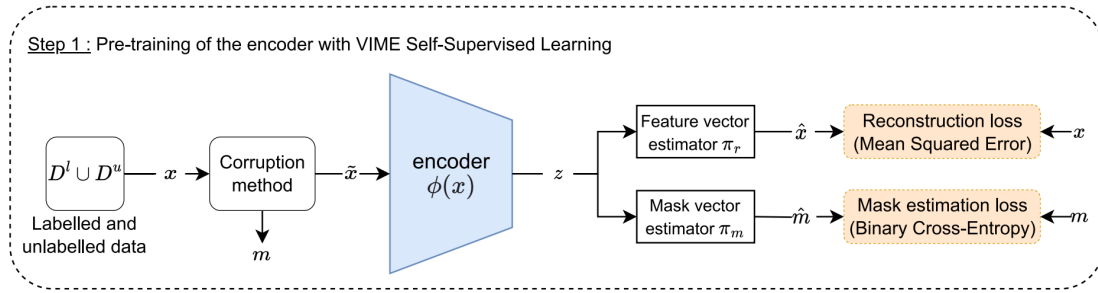 Step 1 : Pre-training of the encoder with VIME Self-Supervised Learning
D^l ∪ D^u
Labelled and
unlabelled data
x
Corruption
method
m
x̃
encoder
ϕ(x)
z
Feature vector
estimator π_r
x̂
Reconstruction loss
(Mean Squared Error)
x
Mask vector
estimator π_m
m̂
Mask estimation loss
(Binary Cross-Entropy)
m